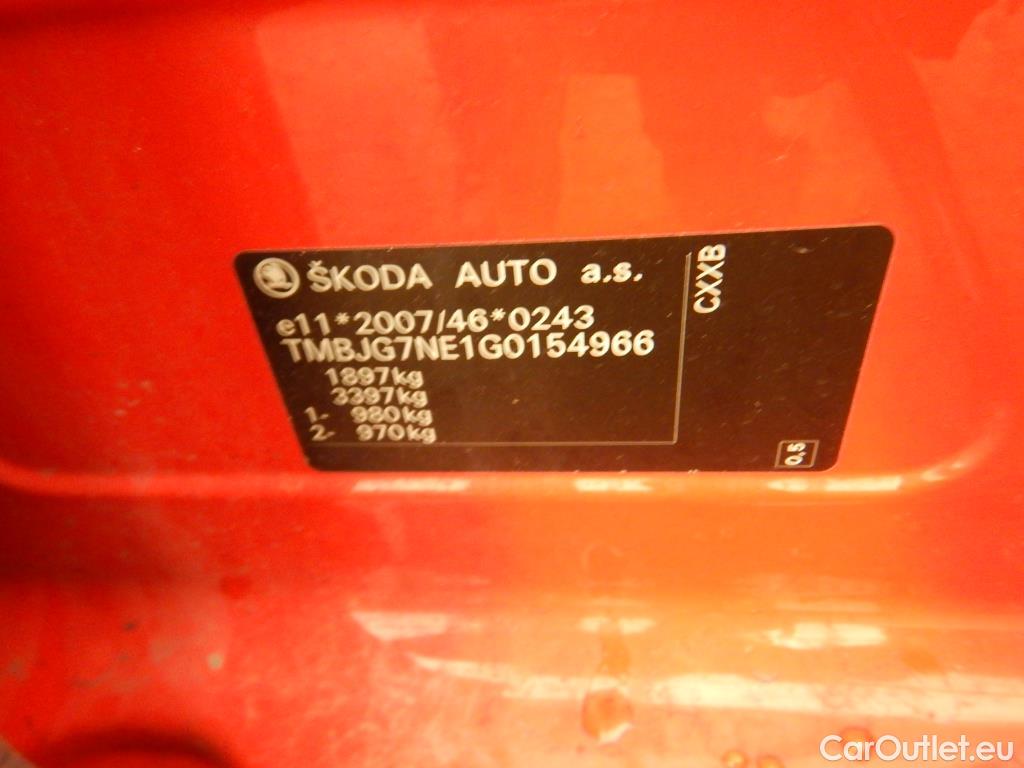 ŠKODA AUTO a.s.
e11*2007/46*0243
TMBJG7NE1G0154966
1897kg
3397kg
1- 980kg
2- 970kg
CXXB
0,5
CarOutlet.eu